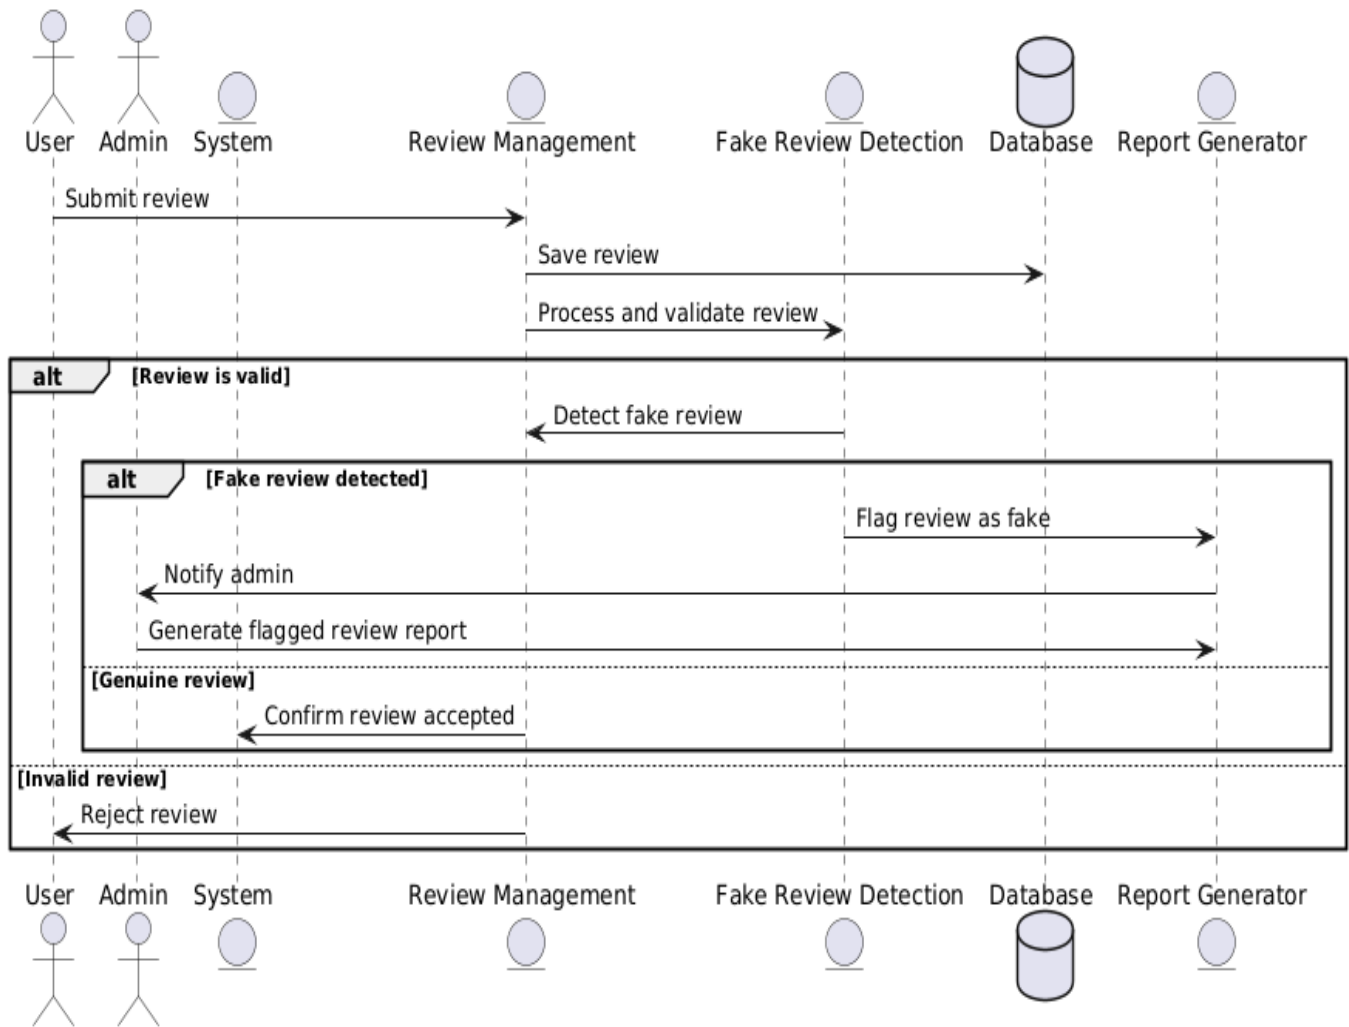 User Admin System Review Management Fake Review Detection Database Report Generator
Submit review
Save review
Process and validate review
alt [Review is valid]
Detect fake review
alt [Fake review detected]
Flag review as fake
Notify admin
Generate flagged review report
[Genuine review]
Confirm review accepted
[Invalid review]
Reject review
User Admin System Review Management Fake Review Detection Database Report Generator